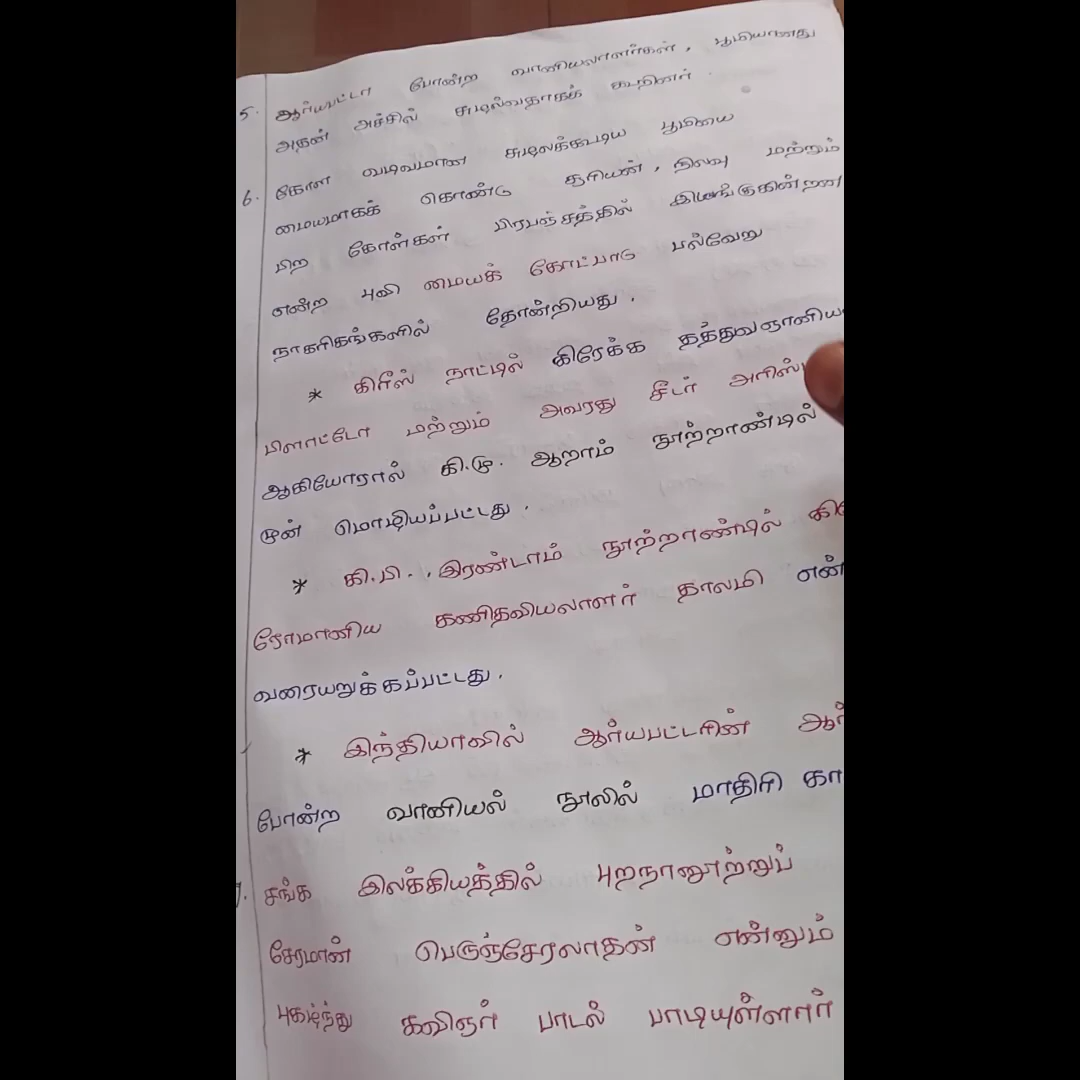 5. ஆர்யபட்டா போன்ற வானியலாளர்கள், பூமியானது
அதன் அச்சில் சுழல்வதாகக் கூறினர்.
6. கோள வடிவமான சுழலக்கூடிய பூமியை
மையமாகக் கொண்டு சூரியன், நிலவு மற்றும்
பிற கோள்கள் பிரபஞ்சத்தில் இயங்குகின்றன
என்ற புவி மையக் கோட்பாடு பல்வேறு
நாகரிகங்களில் தோன்றியது.
* கிரீஸ் நாட்டில் கிரேக்க தத்துவஞானிய
பிளாட்டோ மற்றும் அவரது சீடர் அரிஸ்
ஆகியோரால் கி.மு. ஆறாம் நூற்றாண்டில்
முன் மொழியப்பட்டது.
* கி.பி. இரண்டாம் நூற்றாண்டில் கி
ரோமானிய கணிதவியலாளர் தாலமி என்
வரையறுக்கப்பட்டது.
* இந்தியாவில் ஆர்யபட்டரின் ஆர்
போன்ற வானியல் நூலில் மாதிரி கா
7. சங்க இலக்கியத்தில் புறநானூற்றுப்
சேரமான் பெருஞ்சேரலாதன் என்னும்
புகழ்ந்து கவிஞர் பாடல் பாடியுள்ளார்